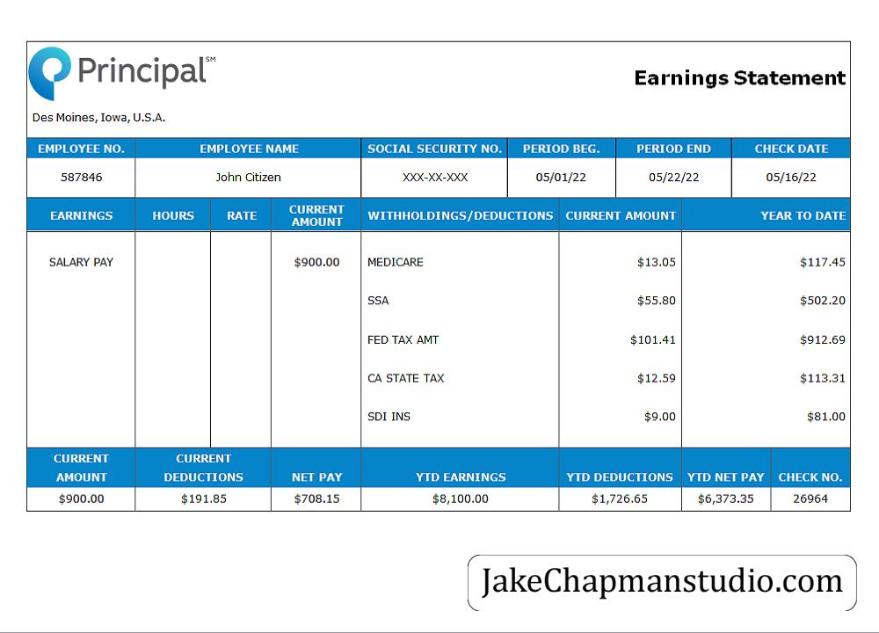 Principal℠
Earnings Statement
Des Moines, Iowa, U.S.A.
EMPLOYEE NO. EMPLOYEE NAME SOCIAL SECURITY NO. PERIOD BEG. PERIOD END CHECK DATE
587846 John Citizen XXX-XX-XXX 05/01/22 05/22/22 05/16/22
EARNINGS HOURS RATE CURRENT AMOUNT WITHHOLDINGS/DEDUCTIONS CURRENT AMOUNT YEAR TO DATE
SALARY PAY $900.00 MEDICARE $13.05 $117.45
SSA $55.80 $502.20
FED TAX AMT $101.41 $912.69
CA STATE TAX $12.59 $113.31
SDI INS $9.00 $81.00
CURRENT AMOUNT CURRENT DEDUCTIONS NET PAY YTD EARNINGS YTD DEDUCTIONS YTD NET PAY CHECK NO.
$900.00 $191.85 $708.15 $8,100.00 $1,726.65 $6,373.35 26964
JakeChapmanstudio.com